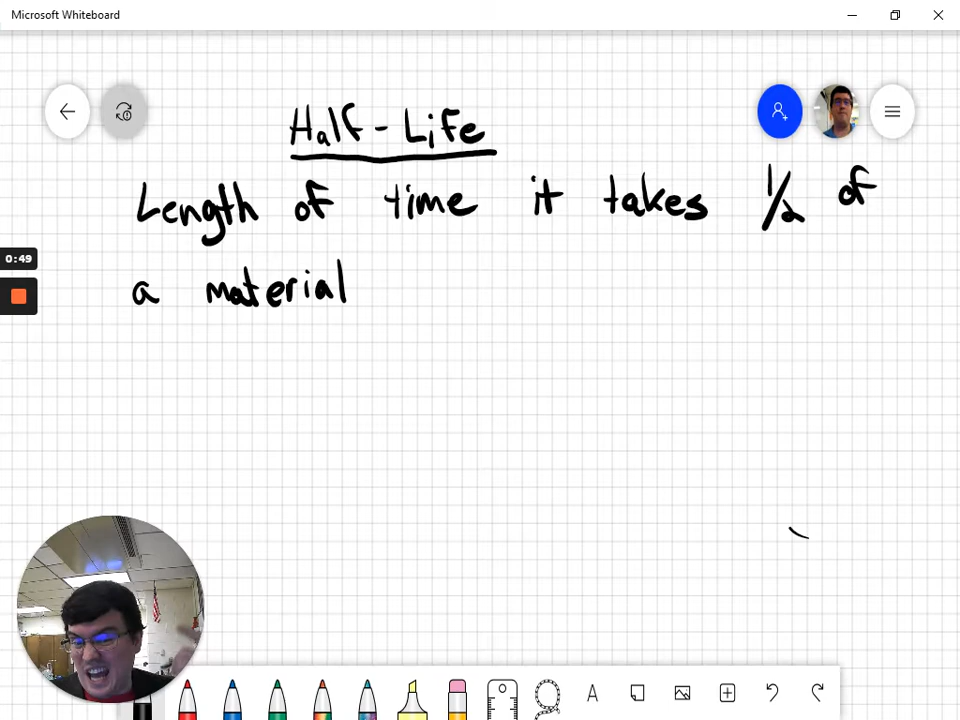 Microsoft Whiteboard
Half-Life
Length of time it takes 1/2 of
0:49
a material
A